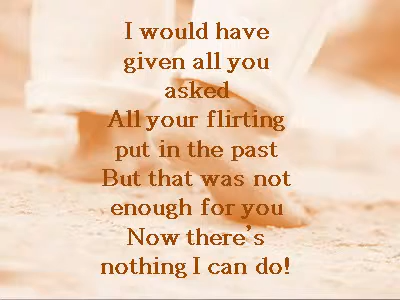 I would have
given all you
asked
All your flirting
put in the past
But that was not
enough for you
Now there's
nothing I can do!